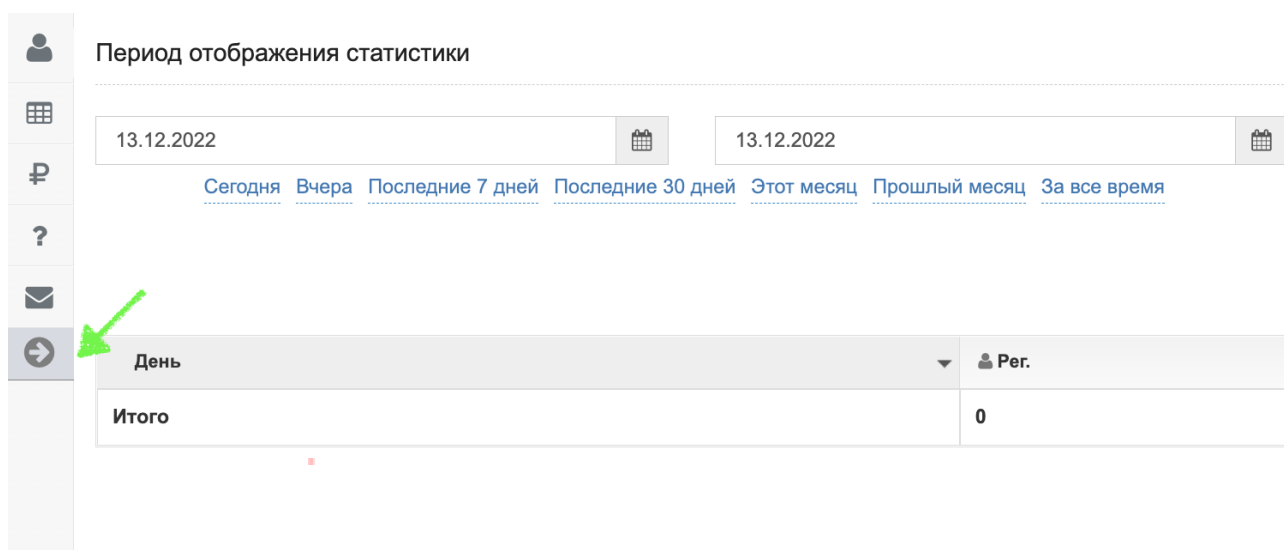 Период отображения статистики
13.12.2022 13.12.2022
Сегодня Вчера Последние 7 дней Последние 30 дней Этот месяц Прошлый месяц За все время
День Рег.
Итого 0